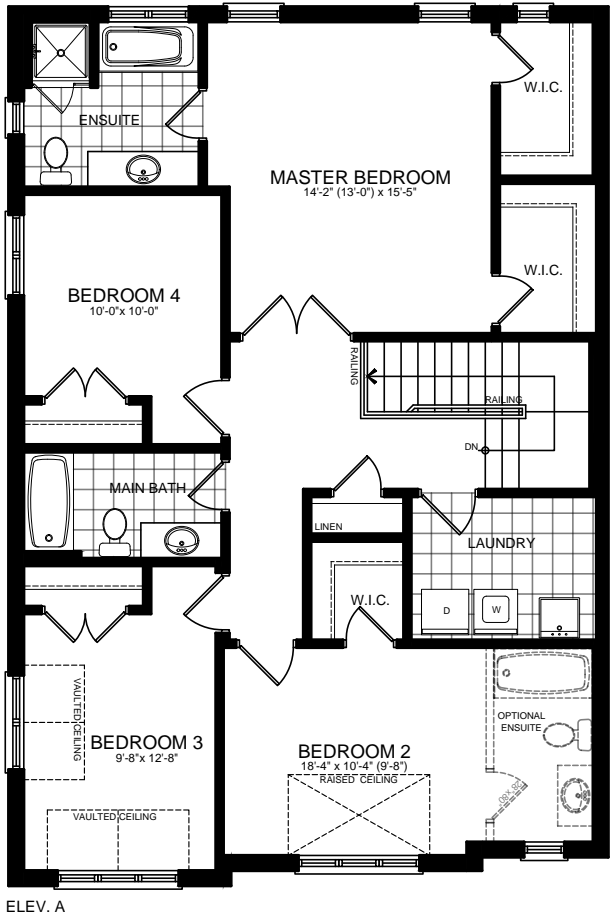 W.I.C.
ENSUITE
MASTER BEDROOM
14'-2" (13'-0") x 15'-5"
W.I.C.
BEDROOM 4
10'-0"x 10'-0"
RAILING
RAILING
DN
MAIN BATH
LINEN
LAUNDRY
W.I.C.
D
W
VAULTED CEILING
OPTIONAL
ENSUITE
BEDROOM 3
9'-8"x 12'-8"
BEDROOM 2
18'-4" x 10'-4" (9'-8")
RAISED CEILING
VAULTED CEILING
ELEV. A